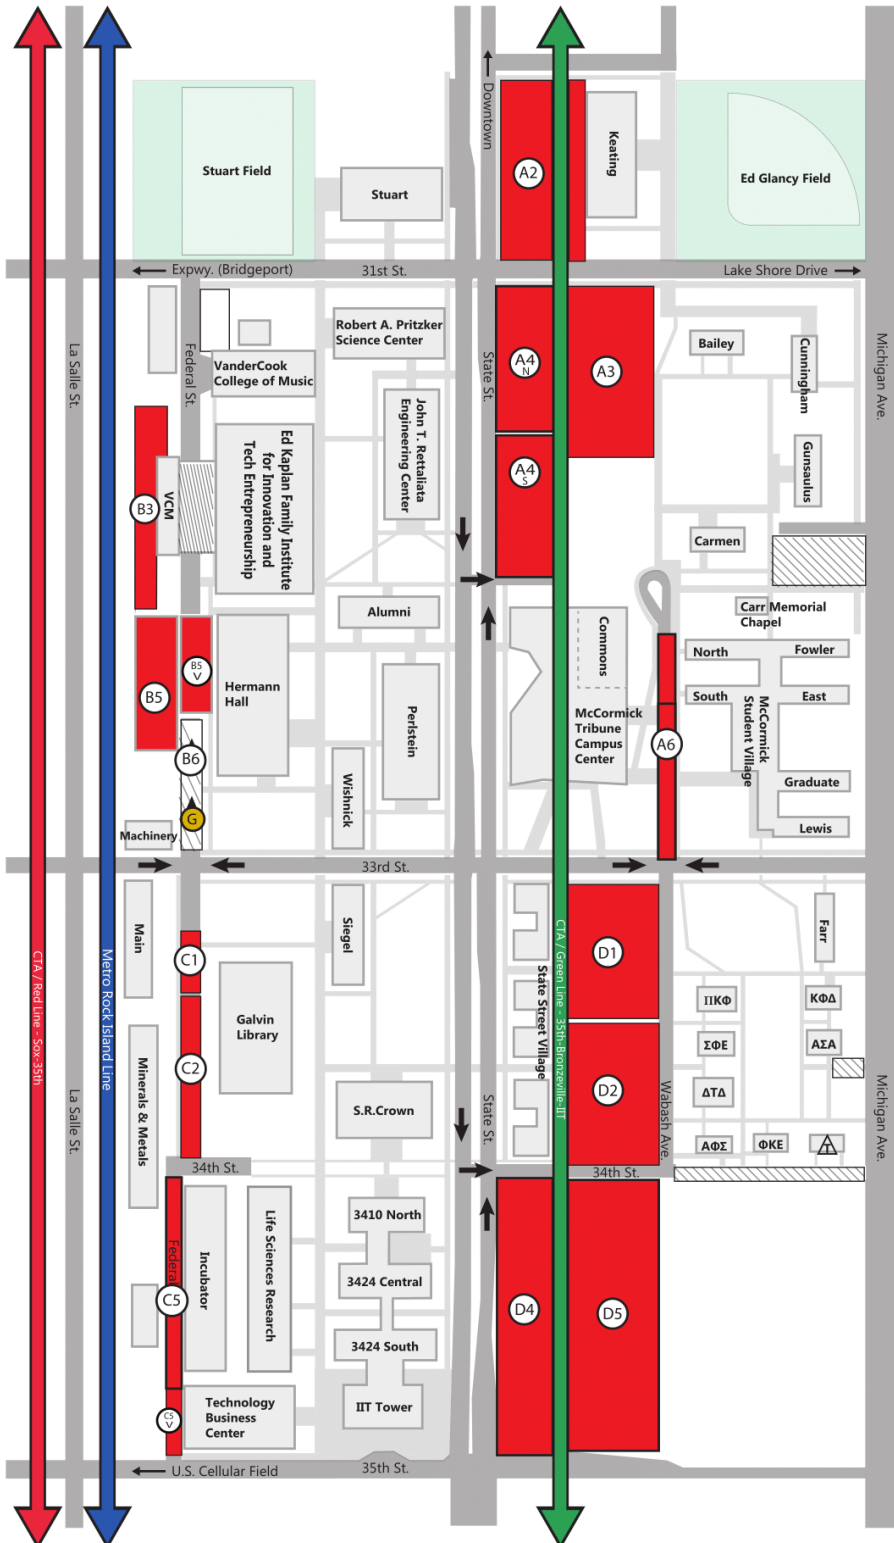 Downtown
A2
Keating
Stuart Field
Stuart
Ed Glancy Field
Expwy. (Bridgeport)
31st St.
Lake Shore Drive
La Salle St.
Federal St.
VanderCook
College of Music
Robert A. Pritzker
Science Center
State St.
A4
N
A3
Bailey
Cunningham
Michigan Ave.
John T. Rettaliata
Engineering Center
Ed Kaplan Family Institute
for Innovation and
Tech Entrepreneurship
B3
VCM
A4
S
Gunsaulus
Carmen
Alumni
Carr Memorial
Chapel
Commons
North
Fowler
B5
B5
V
Hermann
Hall
Perlstein
South
East
McCormick
Student Village
McCormick
Tribune
Campus
Center
A6
B6
G
Wishnick
Graduate
Machinery
Lewis
33rd St.
Main
Siegel
C1
D1
Farr
CTA / Red Line - Sox-35th
Metro Rock Island Line
CTA / Green Line - 35th-Bronzeville-IIT
State Street Village
Galvin
Library
ΠΚΦ
ΚΦΔ
ΣΦΕ
ΑΣΑ
C2
D2
Minerals & Metals
S.R.Crown
ΔΤΔ
La Salle St.
State St.
Wabash Ave.
Michigan Ave.
ΑΦΣ
ΦΚΕ
T
34th St.
34th St.
3410 North
Federal
Incubator
Life Sciences Research
3424 Central
C5
D4
D5
3424 South
IIT Tower
C5
V
Technology
Business
Center
U.S. Cellular Field
35th St.